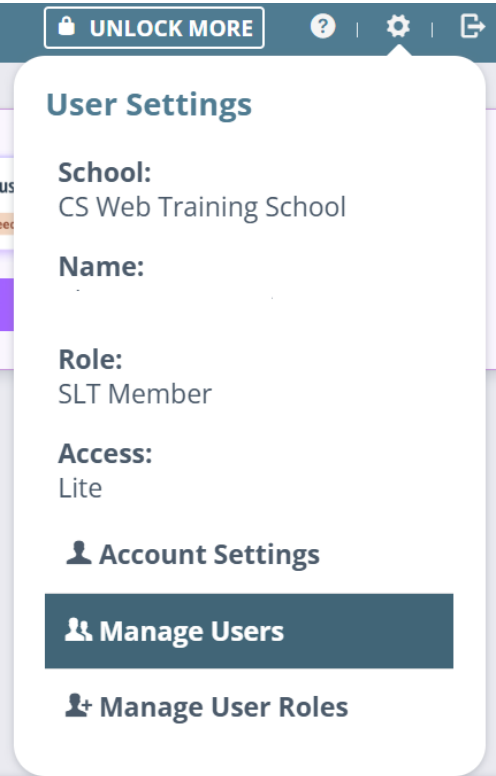 UNLOCK MORE
User Settings
School:
CS Web Training School
Name:
Role:
SLT Member
Access:
Lite
Account Settings
Manage Users
Manage User Roles